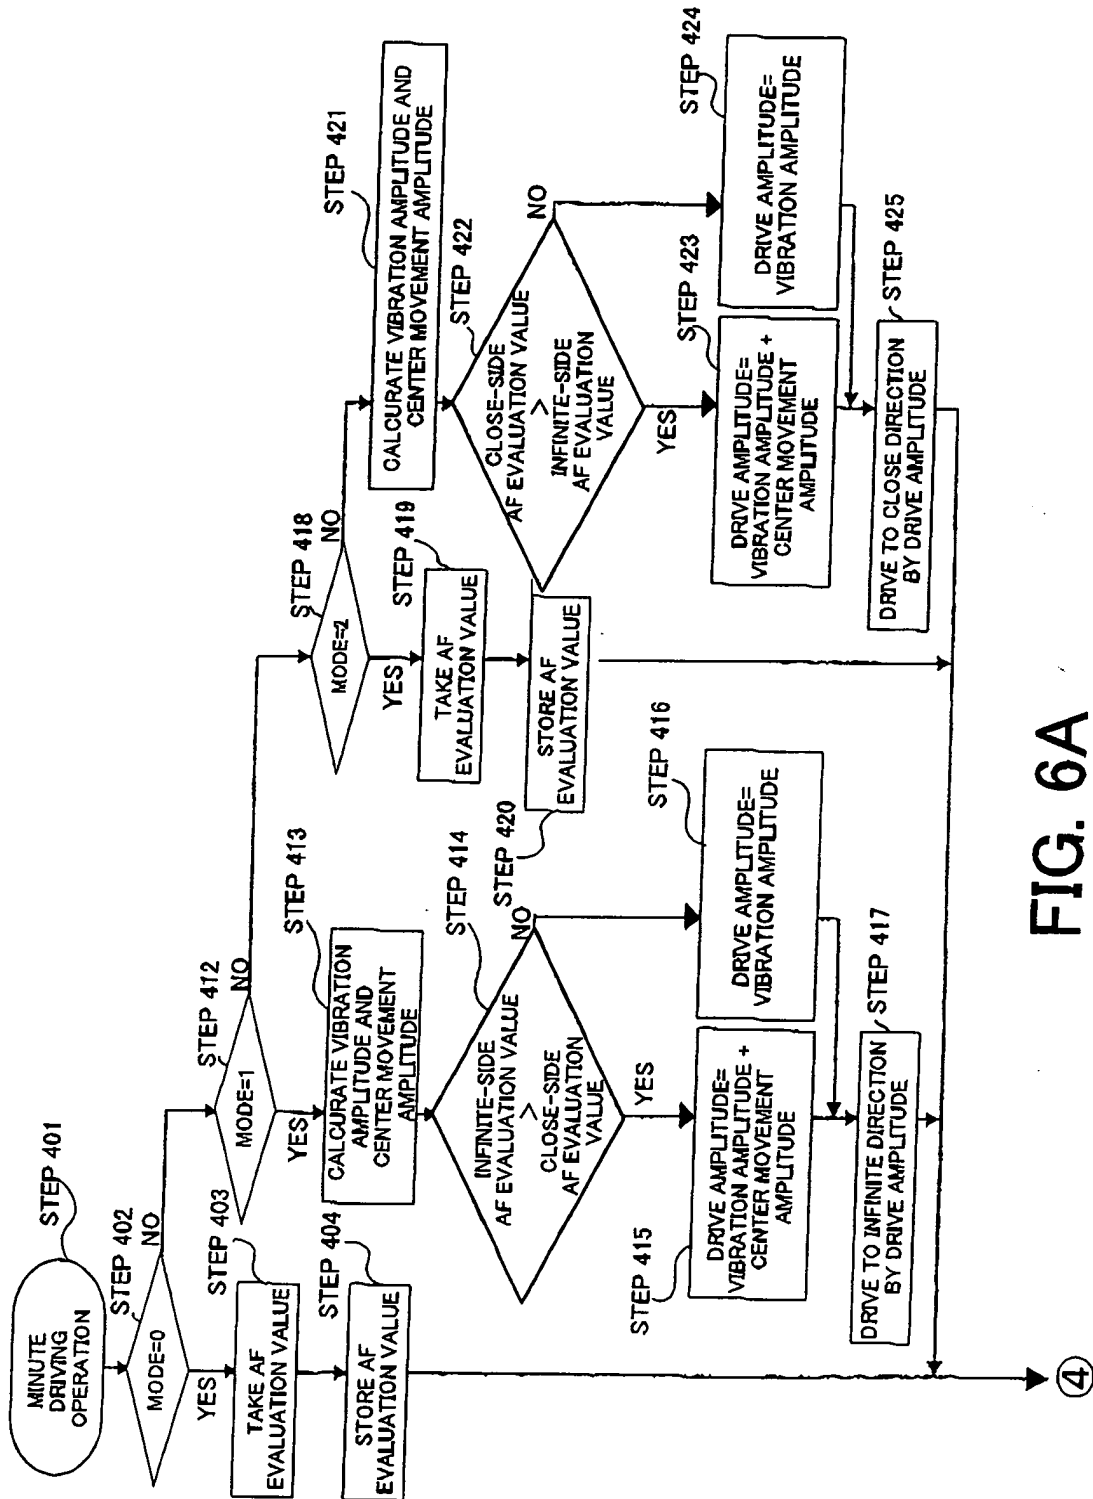 MINUTE
DRIVING
OPERATION
STEP 401
MODE=0
STEP 402
NO
YES
TAKE AF
EVALUATION VALUE
STEP 403
STORE AF
EVALUATION VALUE
STEP 404
MODE=1
STEP 412
NO
YES
CALCURATE VIBRATION
AMPLITUDE AND
CENTER MOVEMENT
AMPLITUDE
STEP 413
INFINITE-SIDE
AF EVALUATION VALUE
>
CLOSE-SIDE
AF EVALUATION
VALUE
STEP 414
NO
YES
DRIVE AMPLITUDE=
VIBRATION AMPLITUDE +
CENTER MOVEMENT
AMPLITUDE
STEP 415
DRIVE AMPLITUDE=
VIBRATION AMPLITUDE
STEP 416
DRIVE TO INFINITE DIRECTION
BY DRIVE AMPLITUDE
STEP 417
MODE=2
STEP 418
NO
YES
TAKE AF
EVALUATION VALUE
STEP 419
STORE AF
EVALUATION VALUE
STEP 420
CALCURATE VIBRATION AMPLITUDE AND
CENTER MOVEMENT AMPLITUDE
STEP 421
CLOSE-SIDE
AF EVALUATION VALUE
>
INFINITE-SIDE
AF EVALUATION
VALUE
STEP 422
NO
YES
DRIVE AMPLITUDE=
VIBRATION AMPLITUDE +
CENTER MOVEMENT
AMPLITUDE
STEP 423
DRIVE AMPLITUDE=
VIBRATION AMPLITUDE
STEP 424
DRIVE TO CLOSE DIRECTION
BY DRIVE AMPLITUDE
STEP 425
④
FIG. 6A